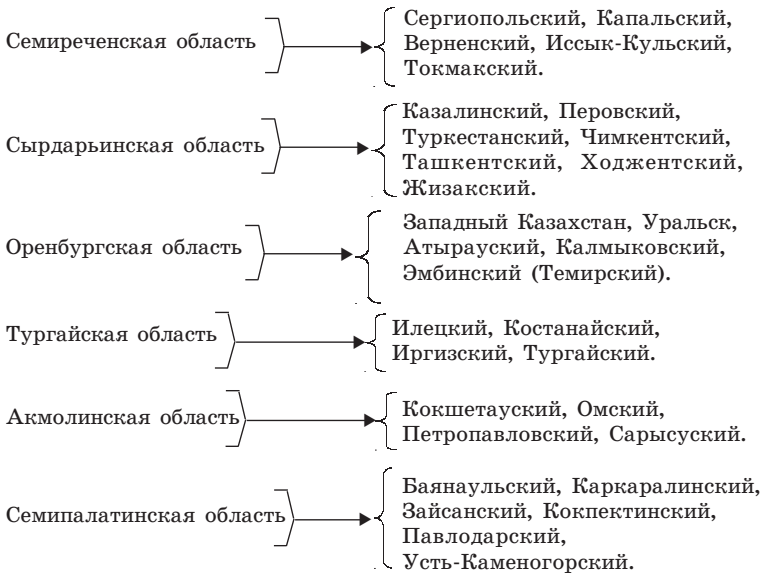 Семиреченская область
Сергиопольский, Капальский,
Верненский, Иссык-Кульский,
Токмакский.
Сырдарьинская область
Казалинский, Перовский,
Туркестанский, Чимкентский,
Ташкентский, Ходжентский,
Жизакский.
Оренбургская область
Западный Казахстан, Уральск,
Атырауский, Калмыковский,
Эмбинский (Темирский).
Тургайская область
Илецкий, Костанайский,
Иргизский, Тургайский.
Акмолинская область
Кокшетауский, Омский,
Петропавловский, Сарысуский.
Семипалатинская область
Баянаульский, Каркаралинский,
Зайсанский, Кокпектинский,
Павлодарский,
Усть-Каменогорский.